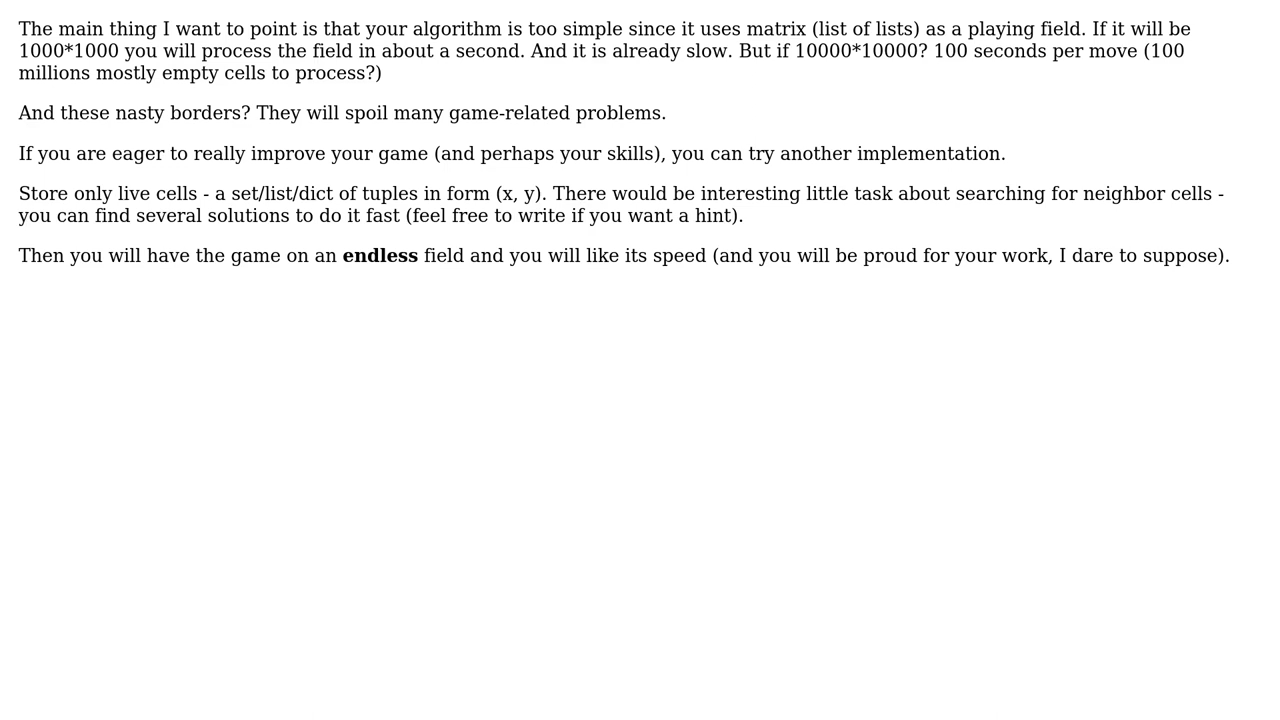 The main thing I want to point is that your algorithm is too simple since it uses matrix (list of lists) as a playing field. If it will be
1000*1000 you will process the field in about a second. And it is already slow. But if 10000*10000? 100 seconds per move (100
millions mostly empty cells to process?)
And these nasty borders? They will spoil many game-related problems.
If you are eager to really improve your game (and perhaps your skills), you can try another implementation.
Store only live cells - a set/list/dict of tuples in form (x, y). There would be interesting little task about searching for neighbor cells -
you can find several solutions to do it fast (feel free to write if you want a hint).
Then you will have the game on an endless field and you will like its speed (and you will be proud for your work, I dare to suppose).